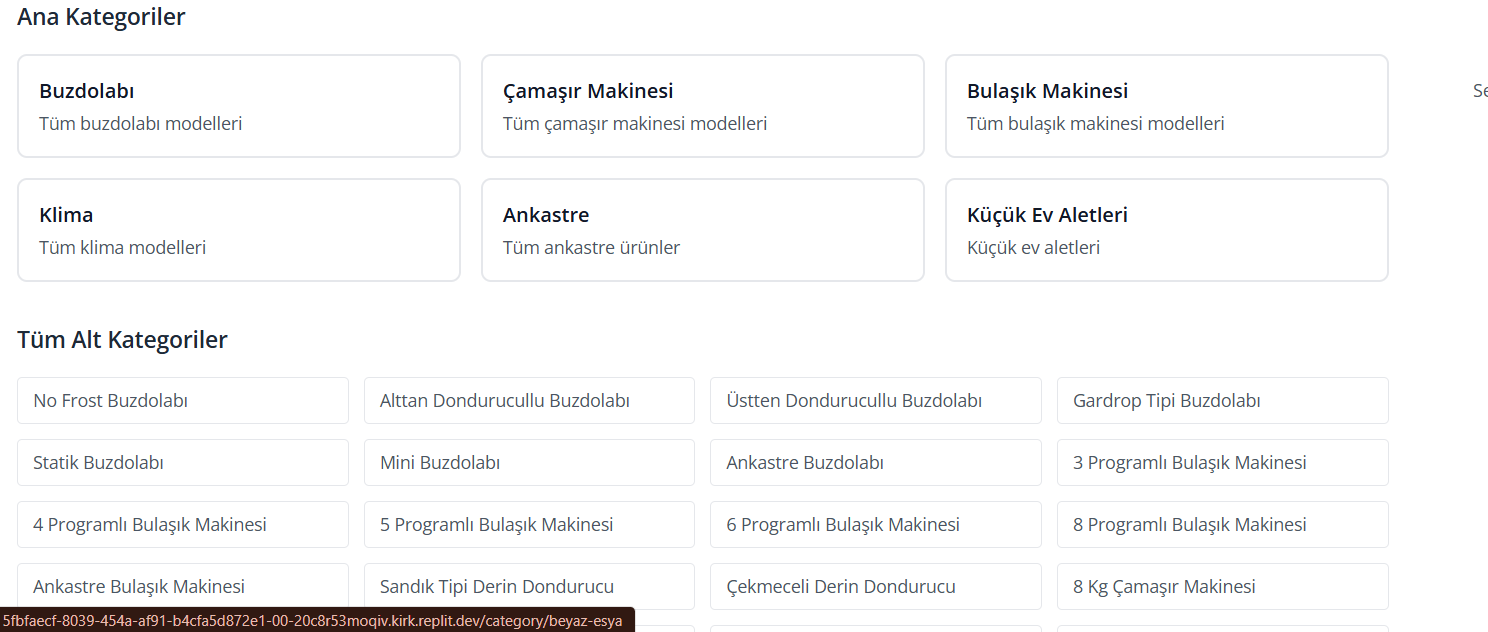 Ana Kategoriler
Buzdolabı
Tüm buzdolabı modelleri
Çamaşır Makinesi
Tüm çamaşır makinesi modelleri
Bulaşık Makinesi
Tüm bulaşık makinesi modelleri
Klima
Tüm klima modelleri
Ankastre
Tüm ankastre ürünler
Küçük Ev Aletleri
Küçük ev aletleri
Tüm Alt Kategoriler
No Frost Buzdolabı
Alttan Dondurucullu Buzdolabı
Üstten Dondurucullu Buzdolabı
Gardrop Tipi Buzdolabı
Statik Buzdolabı
Mini Buzdolabı
Ankastre Buzdolabı
3 Programlı Bulaşık Makinesi
4 Programlı Bulaşık Makinesi
5 Programlı Bulaşık Makinesi
6 Programlı Bulaşık Makinesi
8 Programlı Bulaşık Makinesi
Ankastre Bulaşık Makinesi
Sandık Tipi Derin Dondurucu
Çekmeceli Derin Dondurucu
8 Kg Çamaşır Makinesi
5fbfaecf-8039-454a-af91-b4cfa5d872e1-00-20c8r53moqiv.kirk.replit.dev/category/beyaz-esya